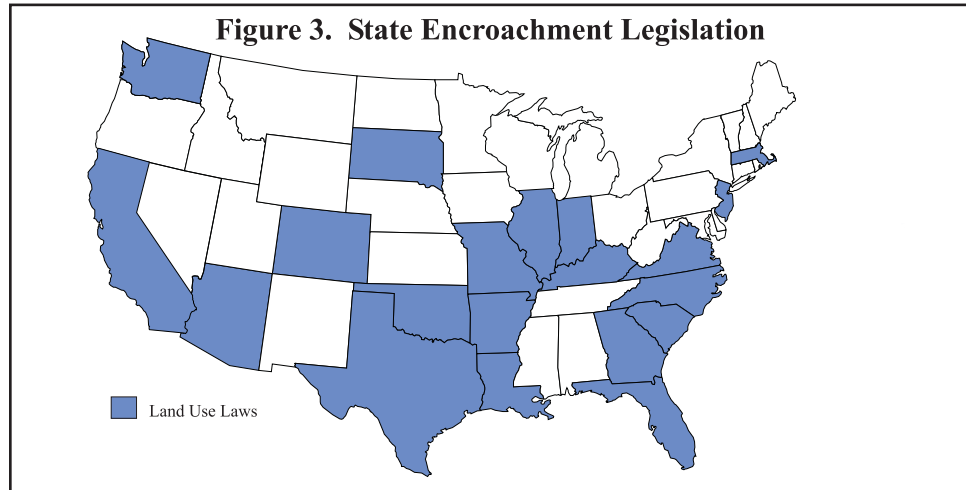 Figure 3. State Encroachment Legislation
Land Use Laws